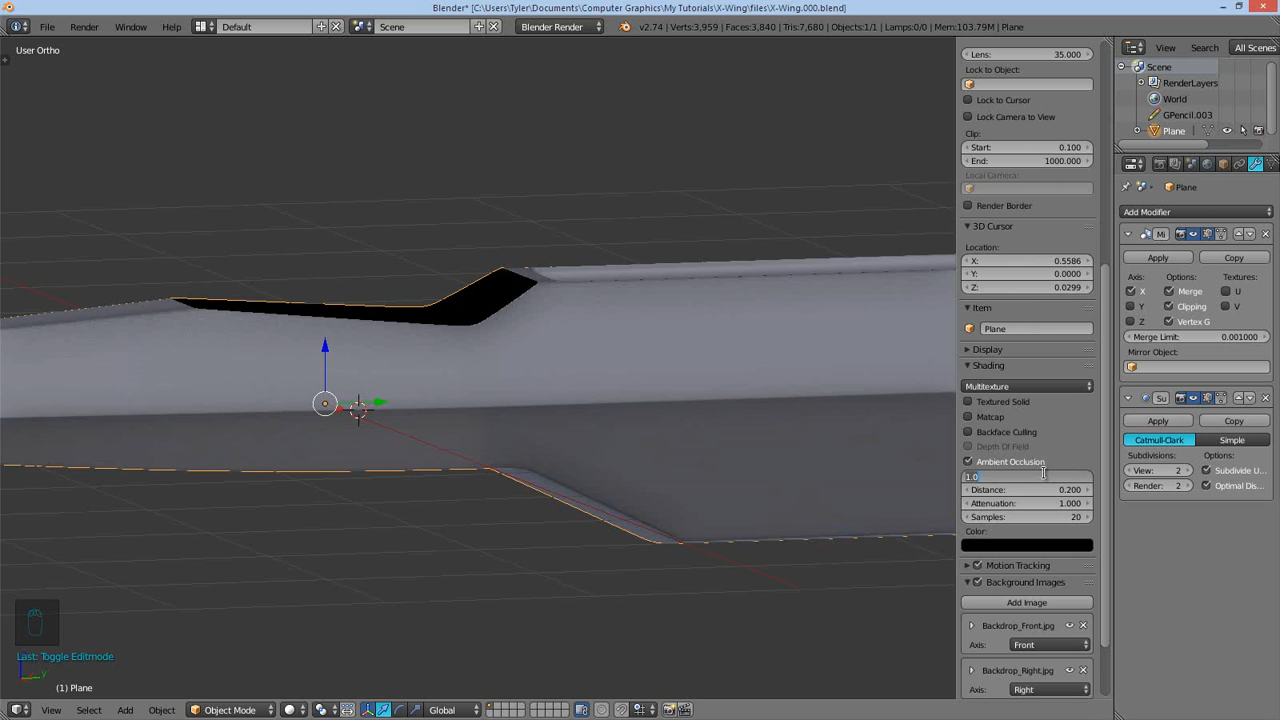 Blender* [C:\Users\Tyler\Documents\Computer Graphics\My Tutorials\X-Wing\files\X-Wing.000.blend]
File Render Window Help Default Scene Blender Render v2.74 | Verts:3,959 | Faces:3,840 | Tris:7,680 | Objects:1/1 | Lamps:0/0 | Mem:103.79M | Plane
User Ortho
Lens: 35.000
Lock to Object:
Lock to Cursor
Lock Camera to View
Clip:
Start: 0.100
End: 1000.000
Local Camera:
Render Border
3D Cursor
Location:
X: 0.5586
Y: 0.0000
Z: 0.0299
Item
Plane
Display
Shading
Multitexture
Textured Solid
Matcap
Backface Culling
Depth Of Field
Ambient Occlusion
1.0
Distance: 0.200
Attenuation: 1.000
Samples: 20
Color:
Motion Tracking
Background Images
Add Image
Backdrop_Front.jpg
Axis: Front
Backdrop_Right.jpg
Axis: Right
View Search All Scenes
Scene
RenderLayers
World
GPencil.003
Plane
Plane
Add Modifier
Mi
Apply Copy
Axis: Options: Textures:
X Merge U
Y Clipping V
Z Vertex G
Merge Limit: 0.001000
Mirror Object:
Su
Apply Copy
Catmull-Clark Simple
Subdivisions: Options:
View: 2 Subdivide U...
Render: 2 Optimal Dis...
Last: Toggle Editmode
y
(1) Plane
View Select Add Object Object Mode Global